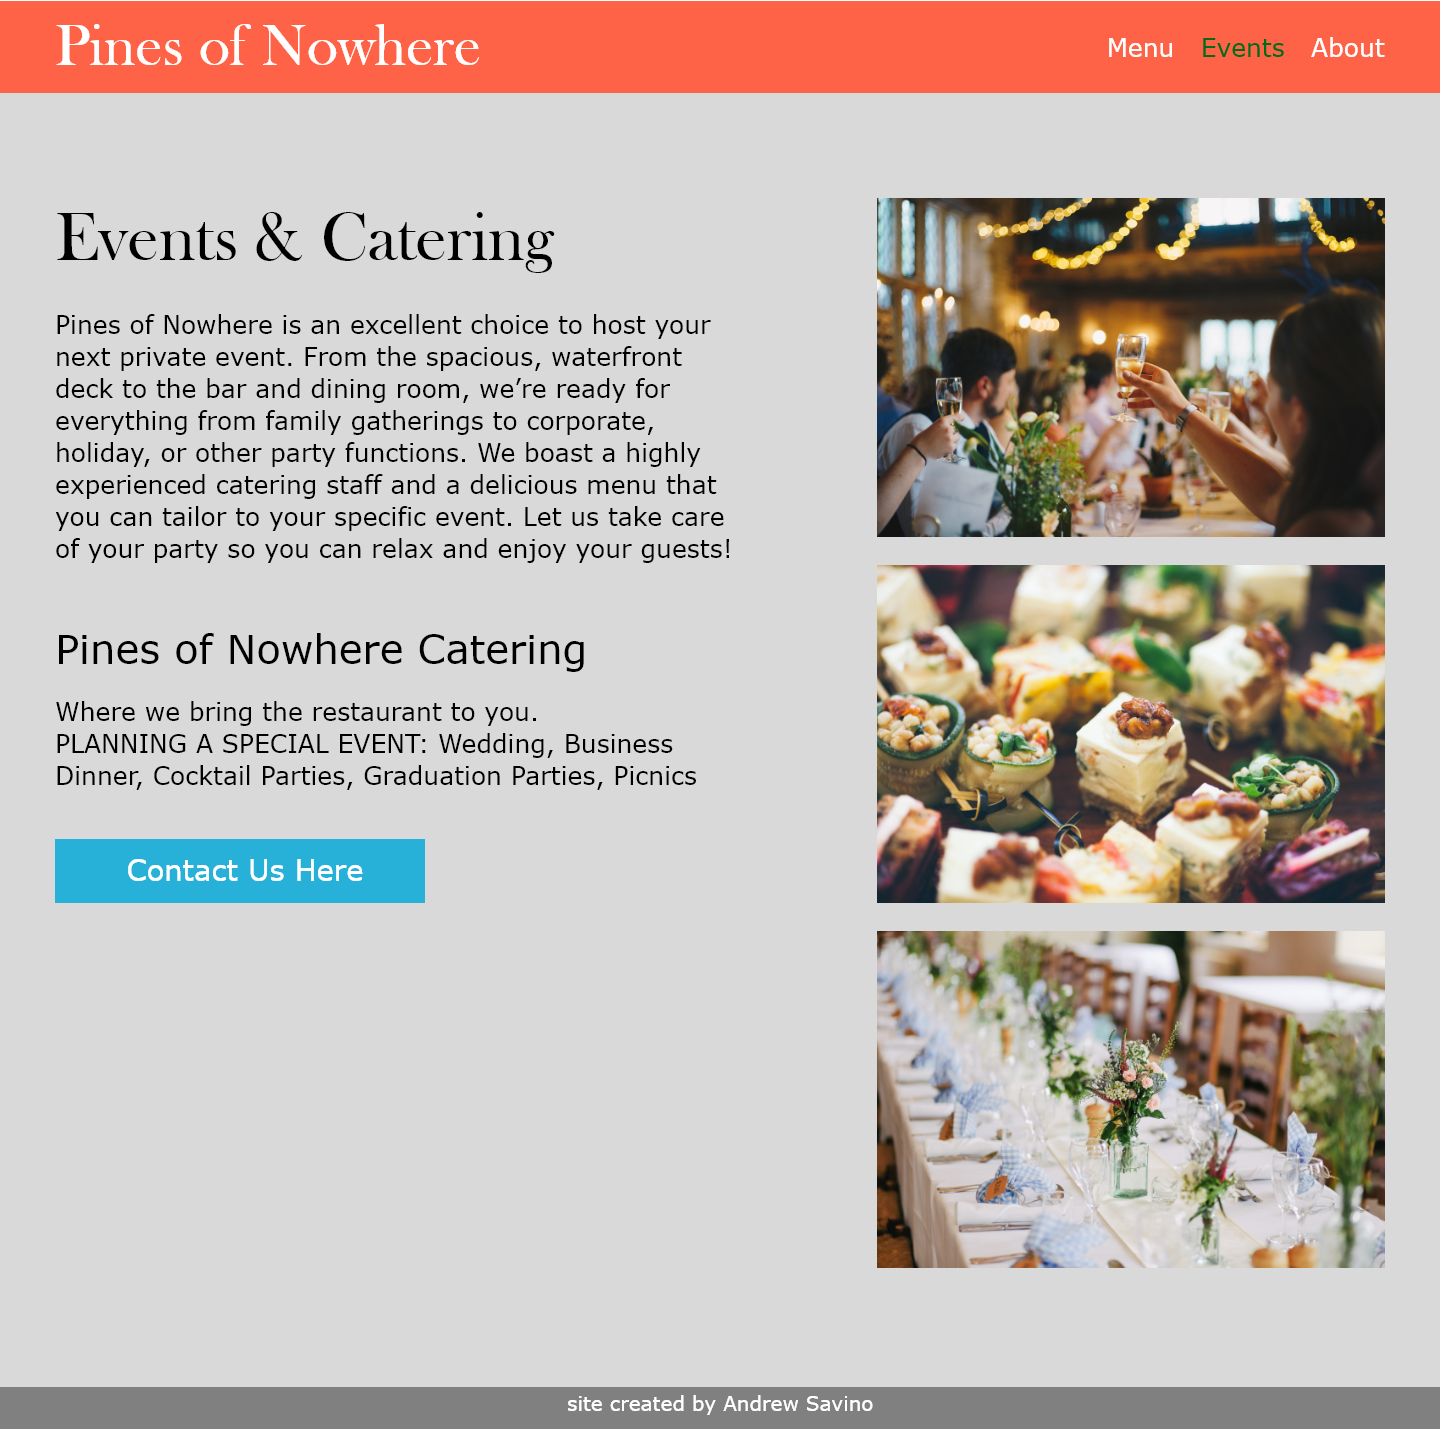 Pines of Nowhere
Menu Events About
Events & Catering
Pines of Nowhere is an excellent choice to host your
next private event. From the spacious, waterfront
deck to the bar and dining room, we’re ready for
everything from family gatherings to corporate,
holiday, or other party functions. We boast a highly
experienced catering staff and a delicious menu that
you can tailor to your specific event. Let us take care
of your party so you can relax and enjoy your guests!
Pines of Nowhere Catering
Where we bring the restaurant to you.
PLANNING A SPECIAL EVENT: Wedding, Business
Dinner, Cocktail Parties, Graduation Parties, Picnics
Contact Us Here
site created by Andrew Savino